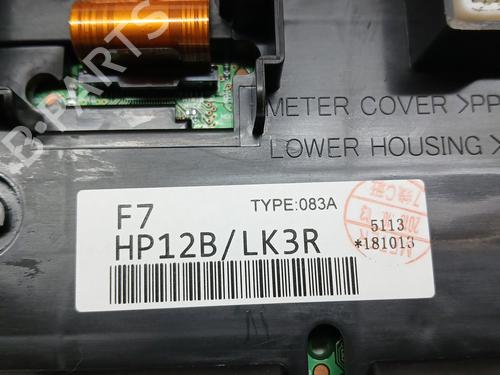 METER COVER >PP
LOWER HOUSING >
F7
TYPE:083A
HP12B/LK3R
5113
*181013
B-PARTS